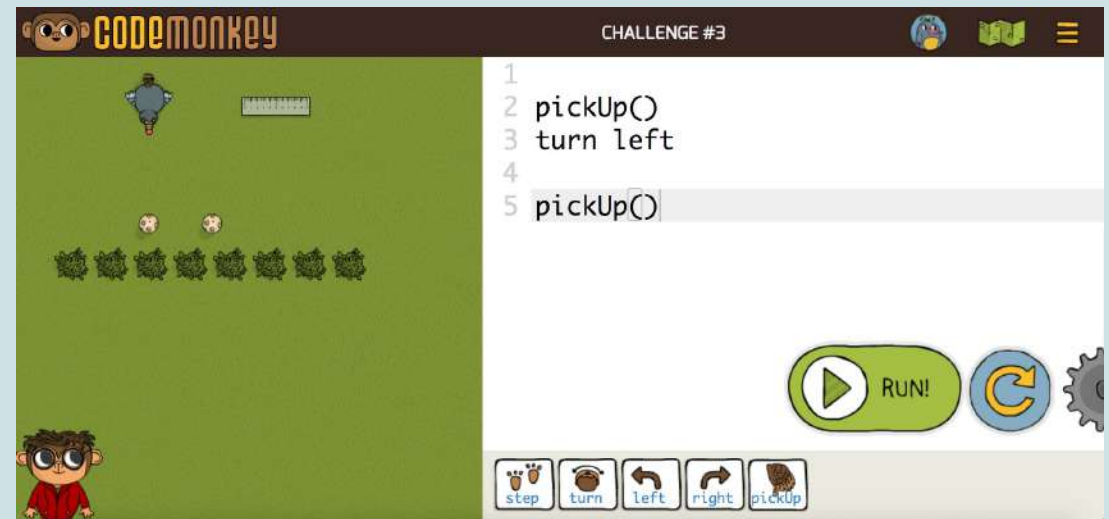 CODEMONKEY
CHALLENGE #3
1
2 pickUp()
3 turn left
4
5 pickUp()
RUN!
step turn left right pickUp